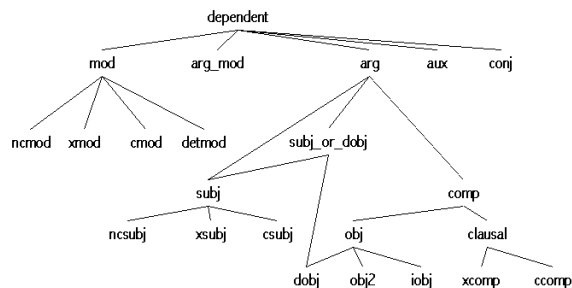 dependent
mod arg_mod arg aux conj
ncmod xmod cmod detmod subj_or_dobj
subj comp
ncsubj xsubj csubj obj clausal
dobj obj2 iobj xcomp ccomp